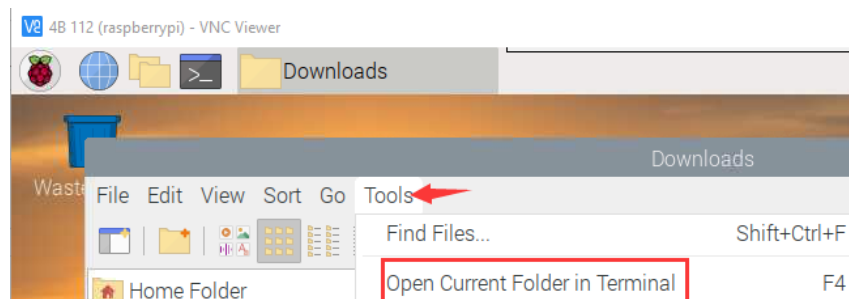 4B 112 (raspberrypi) - VNC Viewer
Downloads
Downloads
File Edit View Sort Go Tools
Find Files... Shift+Ctrl+F
Open Current Folder in Terminal F4
Home Folder